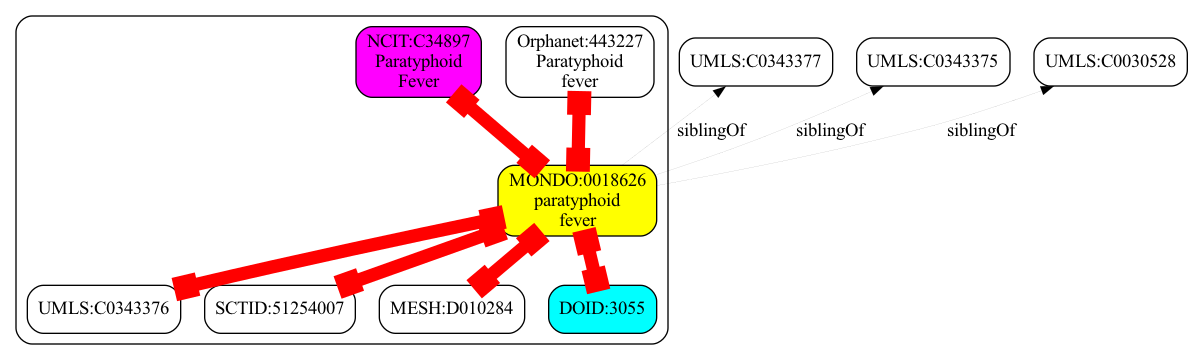 NCIT:C34897
Paratyphoid
Fever
Orphanet:443227
Paratyphoid
fever
UMLS:C0343377
UMLS:C0343375
UMLS:C0030528
siblingOf
siblingOf
siblingOf
MONDO:0018626
paratyphoid
fever
UMLS:C0343376
SCTID:51254007
MESH:D010284
DOID:3055